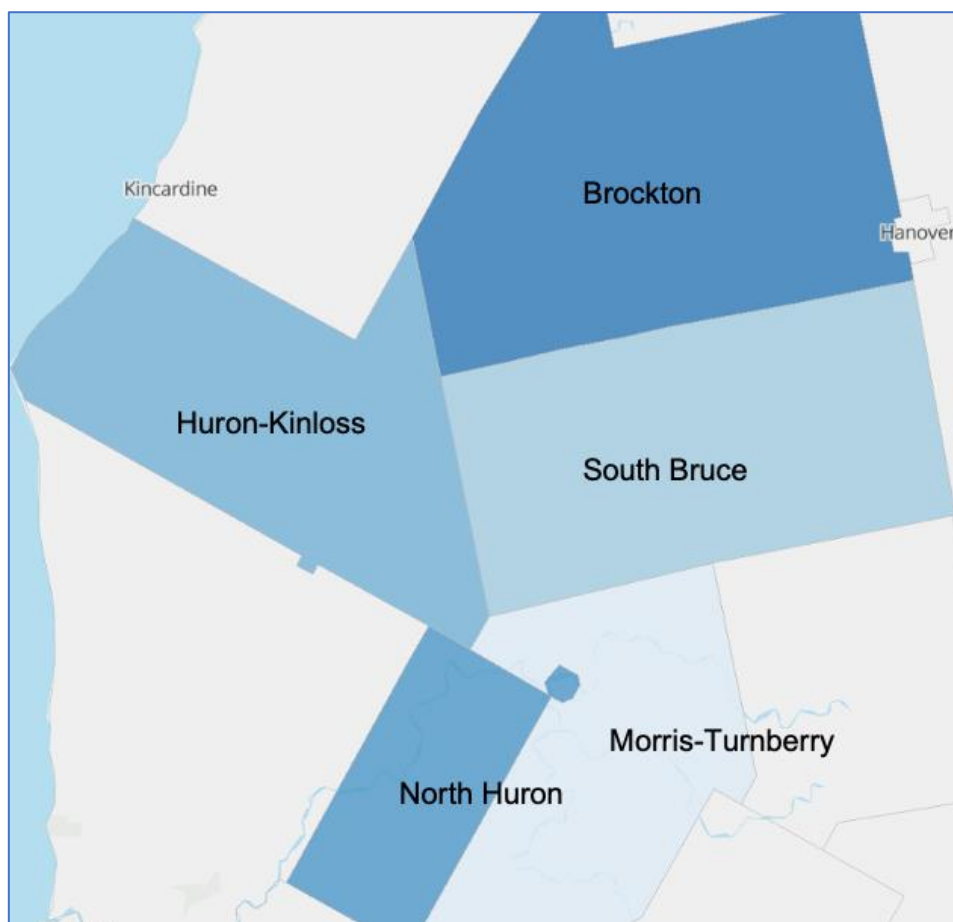 Kincardine
Brockton
Hanover
Huron-Kinloss
South Bruce
Morris-Turnberry
North Huron